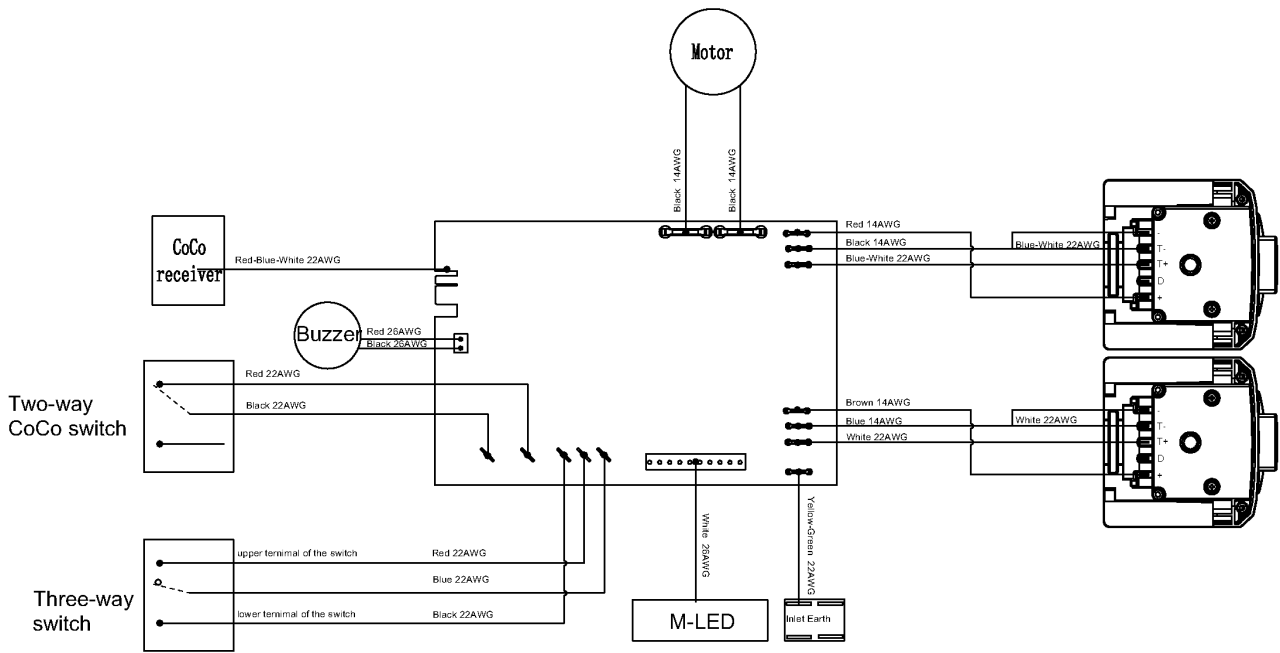 Motor
Black 14AWG
Black 14AWG
CoCo
receiver
Red-Blue-White 22AWG
Red 14AWG
Black 14AWG
Blue-White 22AWG
Blue-White 22AWG
-
T-
T+
D
+
Buzzer
Red 26AWG
Black 26AWG
Two-way
CoCo switch
Red 22AWG
Black 22AWG
Brown 14AWG
Blue 14AWG
White 22AWG
White 22AWG
-
T-
T+
D
+
Three-way
switch
upper ternimal of the switch
Red 22AWG
Blue 22AWG
lower ternimal of the switch
Black 22AWG
White 26AWG
M-LED
Yellow-Green 22AWG
Inlet Earth